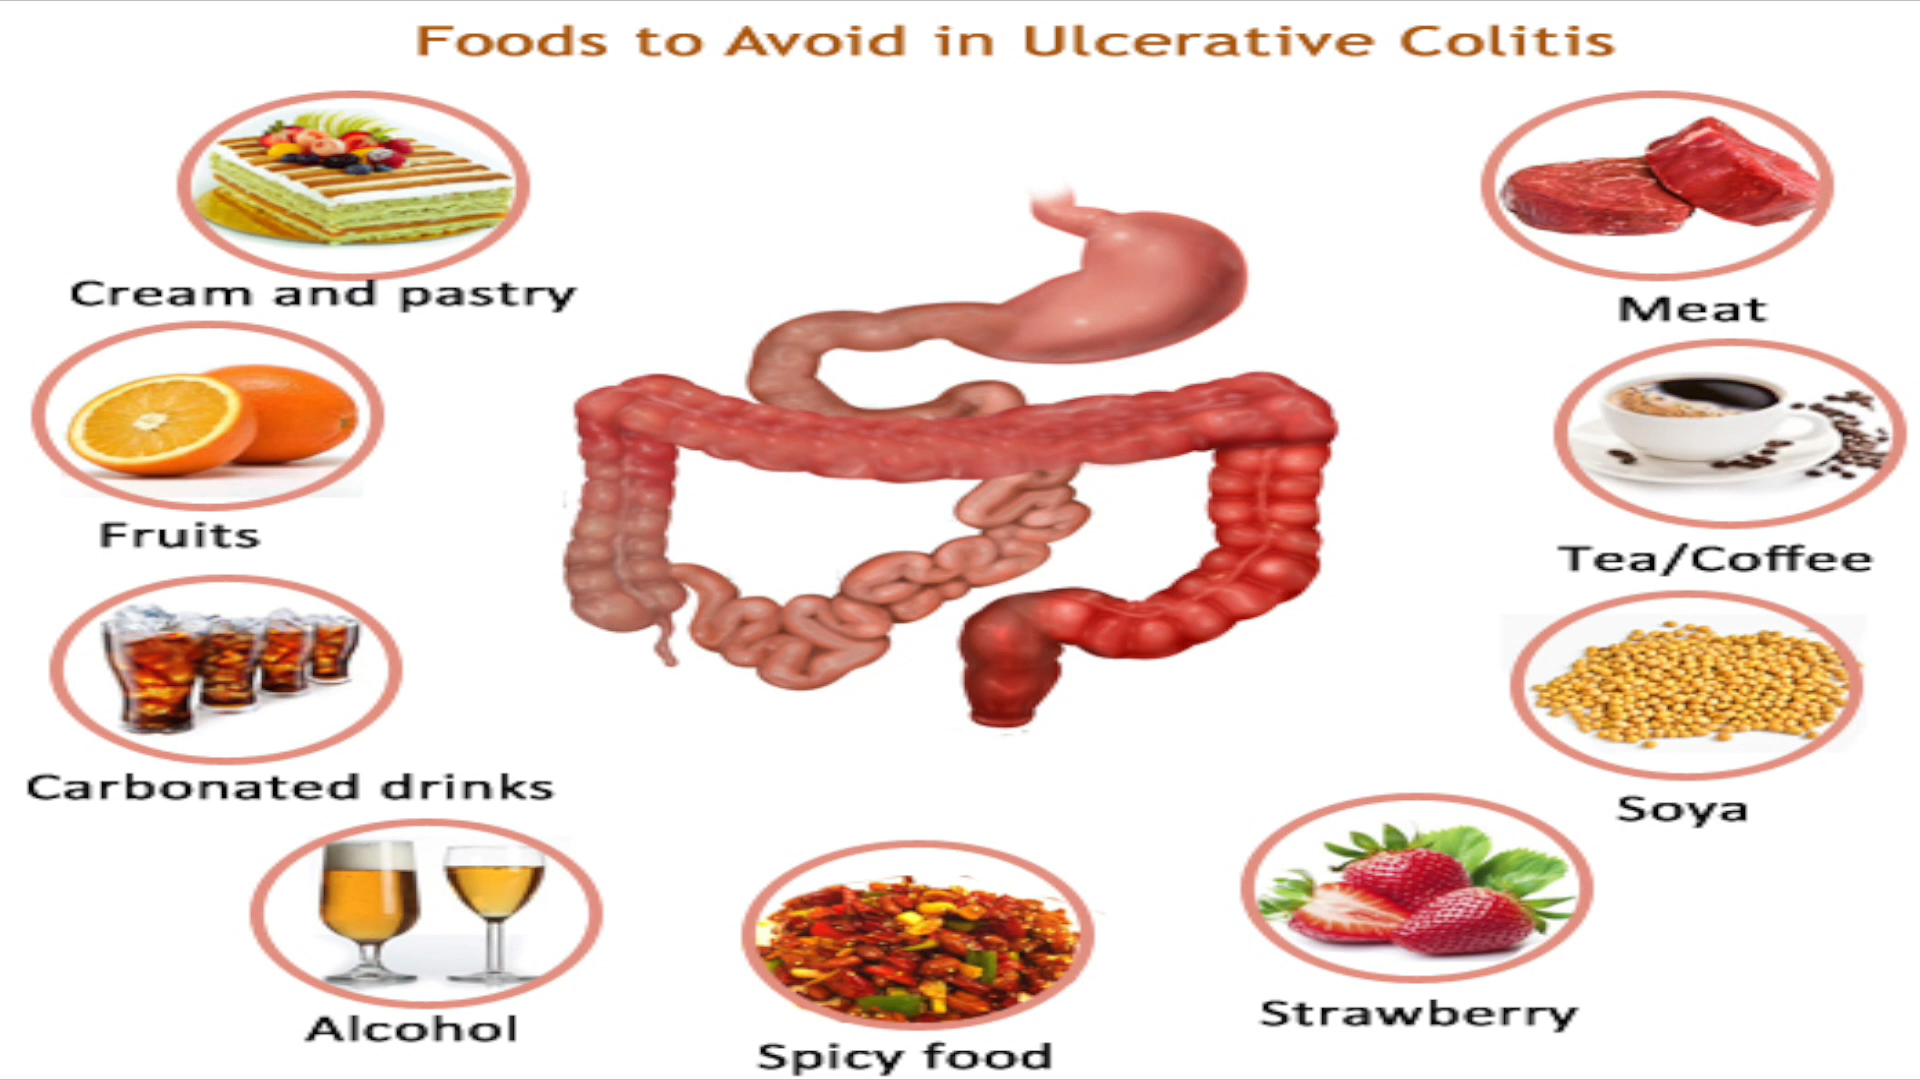 Foods to Avoid in Ulcerative Colitis
Cream and pastry
Meat
Fruits
Tea/Coffee
Carbonated drinks
Soya
Alcohol
Spicy food
Strawberry